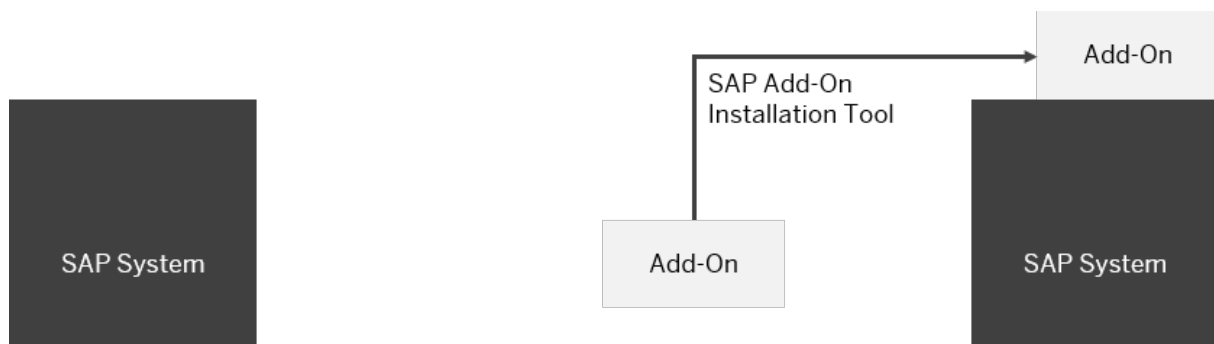 Add-On
SAP Add-On
Installation Tool
SAP System
Add-On
SAP System